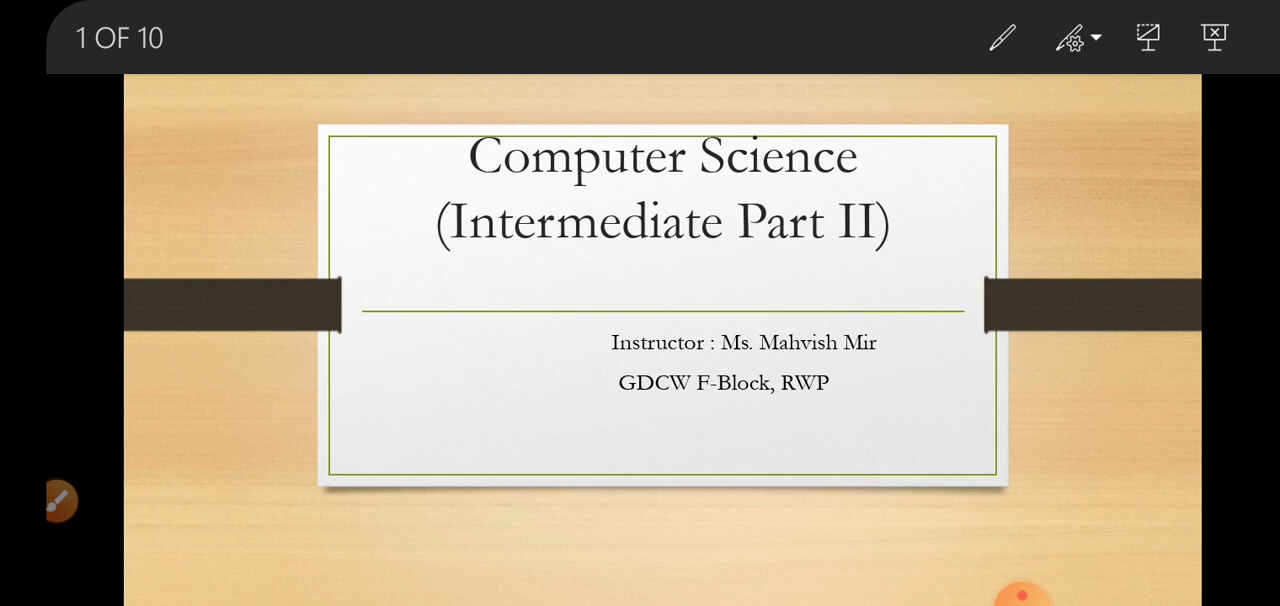 1 OF 10
Computer Science
(Intermediate Part II)
Instructor : Ms. Mahvish Mir
GDCW F-Block, RWP